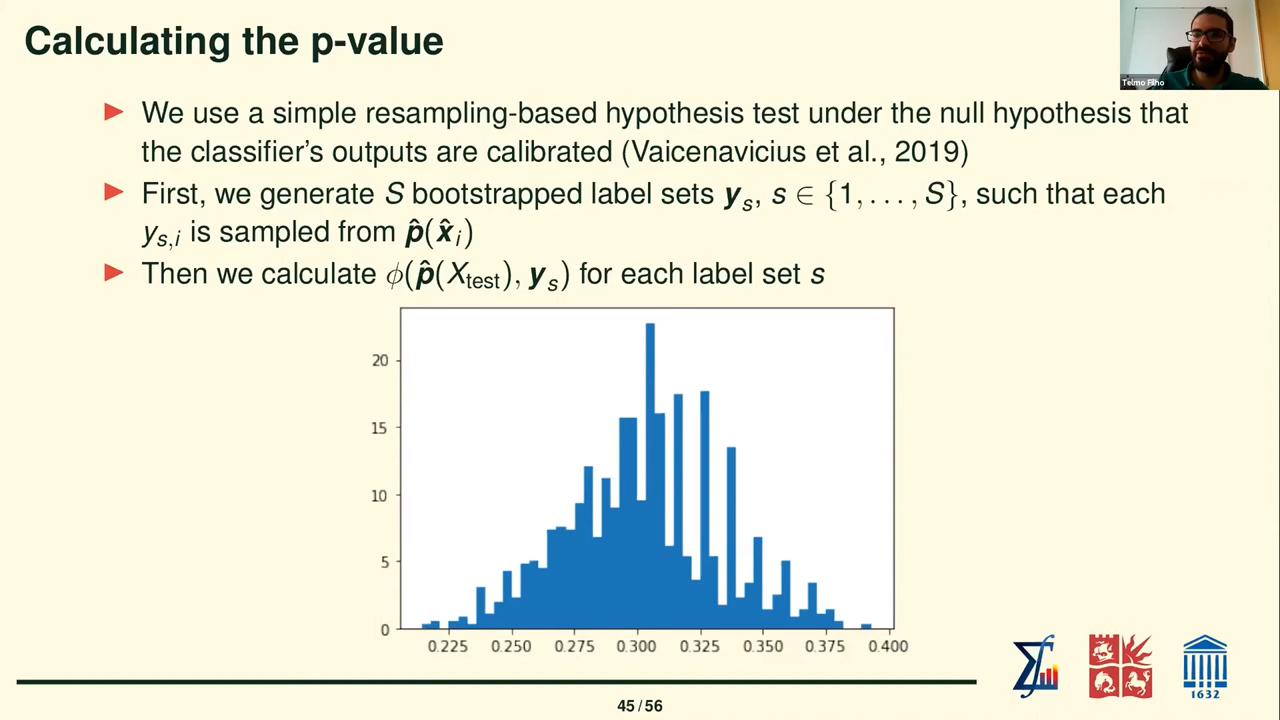 Calculating the p-value
Telmo Filho
▶ We use a simple resampling-based hypothesis test under the null hypothesis that
the classifier's outputs are calibrated (Vaicenavicius et al., 2019)
▶ First, we generate S bootstrapped label sets y_s, s ∈ {1, . . . , S}, such that each
y_{s,i} is sampled from p̂(x̂_i)
▶ Then we calculate ϕ(p̂(X_test), y_s) for each label set s
20
15
10
5
0
0.225 0.250 0.275 0.300 0.325 0.350 0.375 0.400
1632
45 / 56